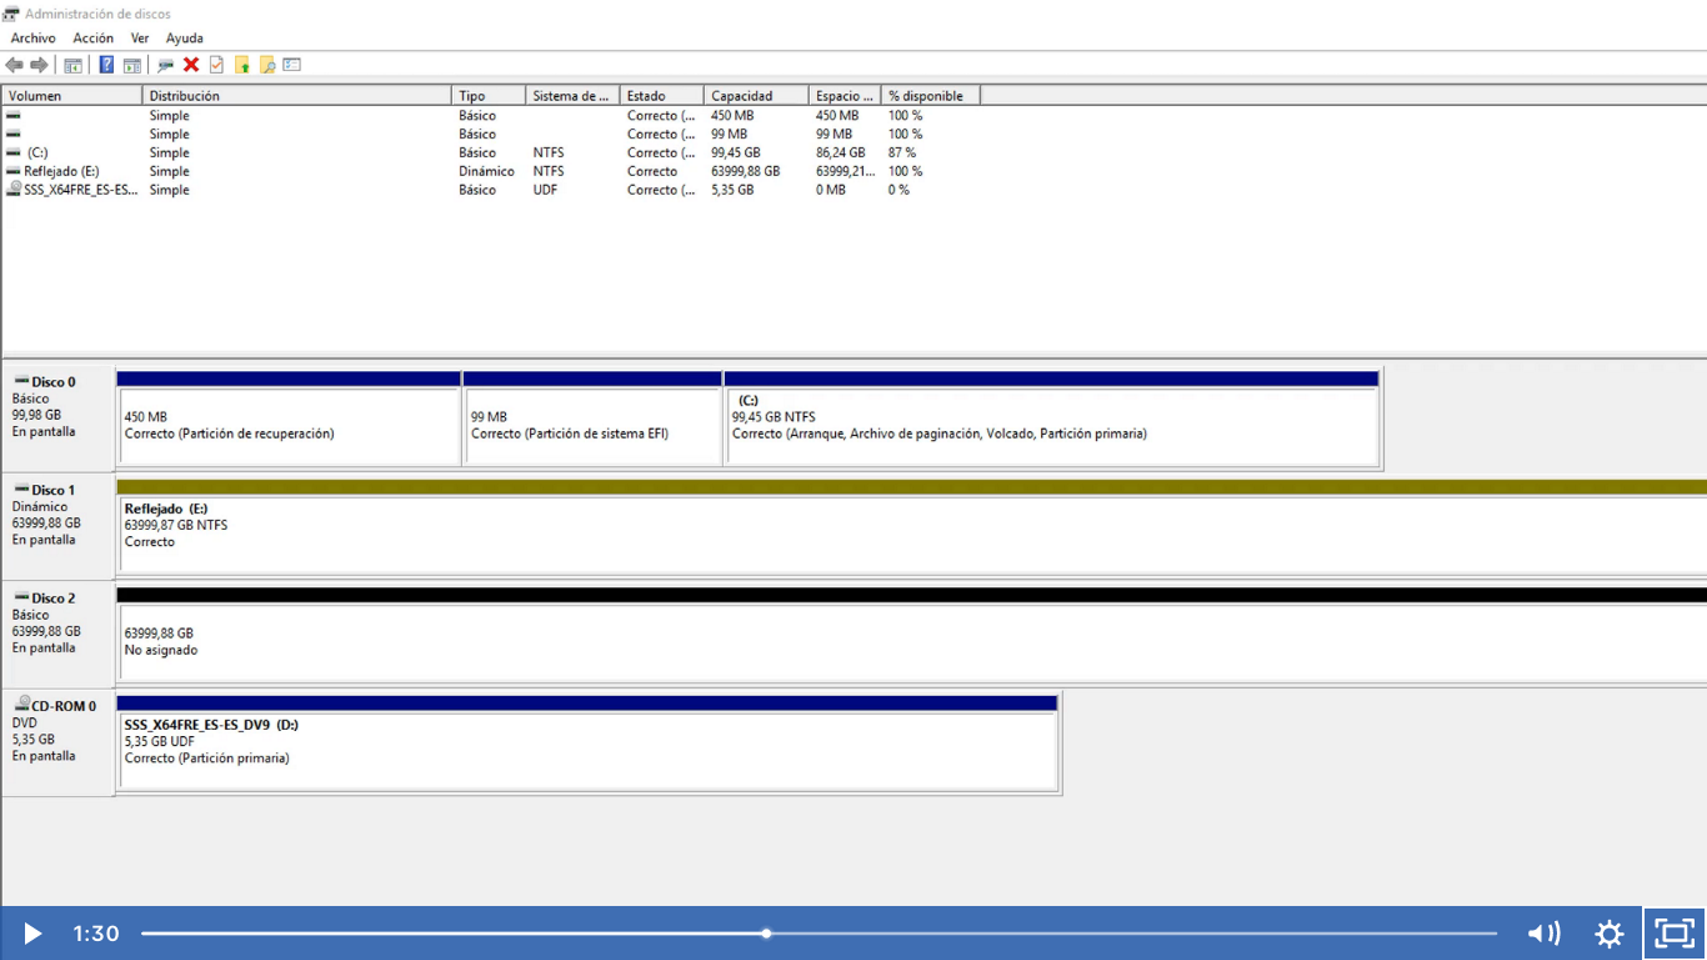 Administración de discos
Archivo Acción Ver Ayuda
Volumen Distribución Tipo Sistema de ... Estado Capacidad Espacio ... % disponible
Simple Básico Correcto (... 450 MB 450 MB 100 %
Simple Básico Correcto (... 99 MB 99 MB 100 %
(C:) Simple Básico NTFS Correcto (... 99,45 GB 86,24 GB 87 %
Reflejado (E:) Simple Dinámico NTFS Correcto 63999,88 GB 63999,21... 100 %
SSS_X64FRE_ES-ES... Simple Básico UDF Correcto (... 5,35 GB 0 MB 0 %
Disco 0
Básico
99,98 GB
En pantalla
450 MB
Correcto (Partición de recuperación)
99 MB
Correcto (Partición de sistema EFI)
(C:)
99,45 GB NTFS
Correcto (Arranque, Archivo de paginación, Volcado, Partición primaria)
Disco 1
Dinámico
63999,88 GB
En pantalla
Reflejado (E:)
63999,87 GB NTFS
Correcto
Disco 2
Básico
63999,88 GB
En pantalla
63999,88 GB
No asignado
CD-ROM 0
DVD
5,35 GB
En pantalla
SSS_X64FRE_ES-ES_DV9 (D:)
5,35 GB UDF
Correcto (Partición primaria)
1:30